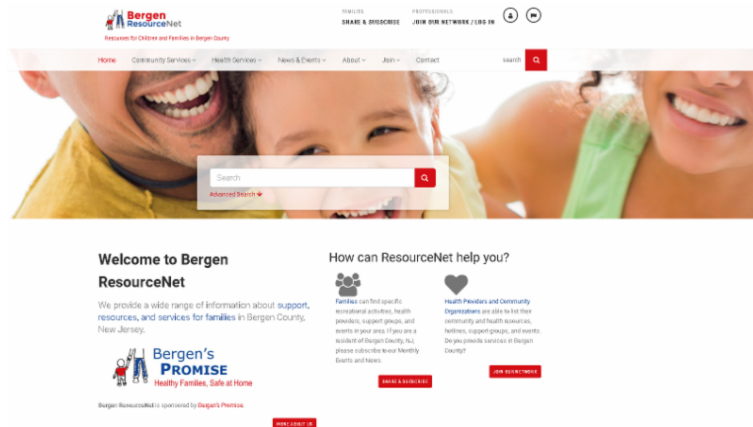 Bergen
ResourceNet
Resources for Children and Families in Bergen County
FAMILIES
SHARE & SUBSCRIBE
PROFESSIONALS
JOIN OUR NETWORK / LOG IN
Home Community Services Health Services News & Events About Join Contact search
Search
Advanced Search
Welcome to Bergen
ResourceNet
We provide a wide range of information about support,
resources, and services for families in Bergen County,
New Jersey.
Bergen's
PROMISE
Healthy Families, Safe at Home
Bergen ResourceNet is sponsored by Bergen's Promise.
MORE ABOUT US
How can ResourceNet help you?
Families can find specific
recreational activities, health
providers, support groups, and
events in your area. If you are a
resident of Bergen County, NJ,
please subscribe to our Monthly
Events and News.
SHARE & SUBSCRIBE
Health Providers and Community
Organizations are able to list their
community and health resources,
hotlines, support groups, and events.
Do you provide services in Bergen
County?
JOIN OUR NETWORK